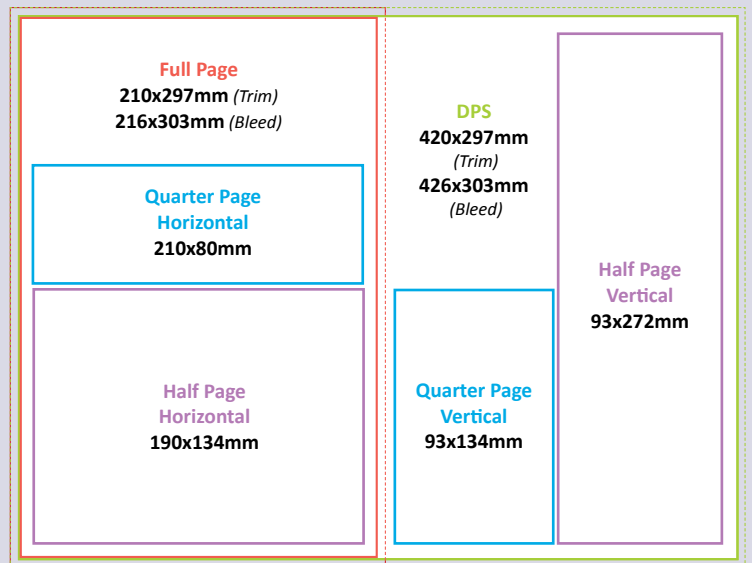 Full Page
210x297mm (Trim)
216x303mm (Bleed)
Quarter Page
Horizontal
210x80mm
Half Page
Horizontal
190x134mm
DPS
420x297mm
(Trim)
426x303mm
(Bleed)
Quarter Page
Vertical
93x134mm
Half Page
Vertical
93x272mm